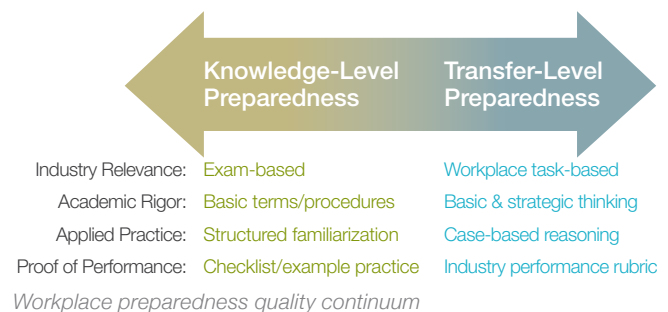 Knowledge-Level Transfer-Level
Preparedness Preparedness
Industry Relevance: Exam-based Workplace task-based
Academic Rigor: Basic terms/procedures Basic & strategic thinking
Applied Practice: Structured familiarization Case-based reasoning
Proof of Performance: Checklist/example practice Industry performance rubric
Workplace preparedness quality continuum